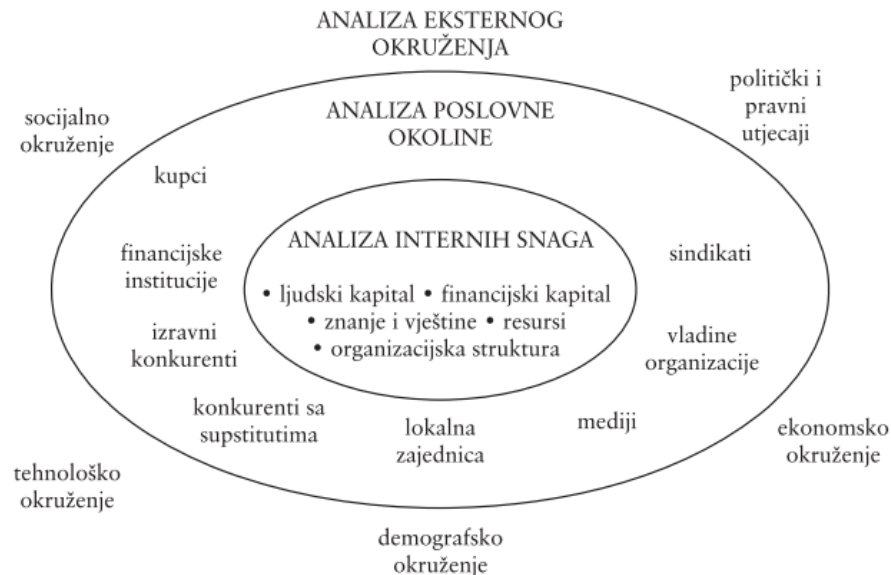 ANALIZA EKSTERNOG
OKRUŽENJA
politički i
pravni
utjecaji
socijalno
okruženje
ANALIZA POSLOVNE
OKOLINE
kupci
ANALIZA INTERNIH SNAGA
financijske
institucije
sindikati
• ljudski kapital • financijski kapital
• znanje i vještine • resursi
• organizacijska struktura
izravni
konkurenti
vladine
organizacije
konkurenti sa
supstitutima
lokalna
zajednica
mediji
ekonomsko
okruženje
tehnološko
okruženje
demografsko
okruženje